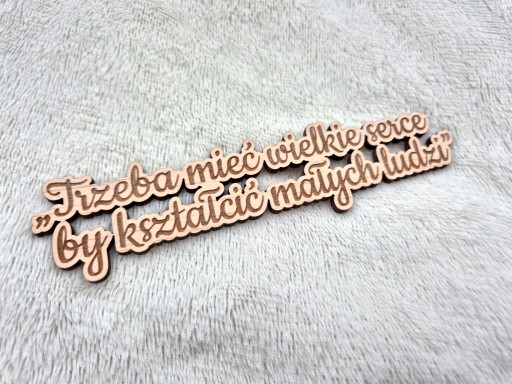 „Trzeba mieć wielkie serce
by kształcić małych ludzi”